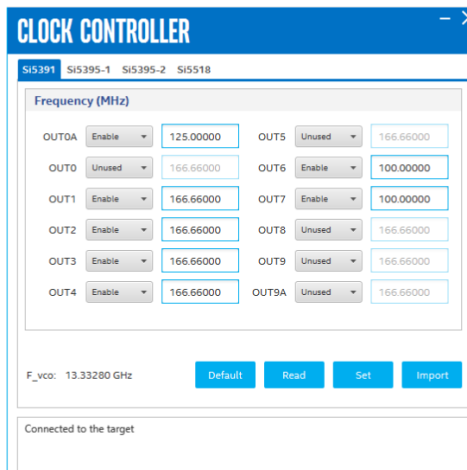 CLOCK CONTROLLER
Si5391 Si5395-1 Si5395-2 Si5518
Frequency (MHz)
OUT0A Enable 125.00000 OUT5 Unused 166.66000
OUT0 Unused 166.66000 OUT6 Enable 100.00000
OUT1 Enable 166.66000 OUT7 Enable 100.00000
OUT2 Enable 166.66000 OUT8 Unused 166.66000
OUT3 Enable 166.66000 OUT9 Unused 166.66000
OUT4 Enable 166.66000 OUT9A Unused 166.66000
F_vco: 13.33280 GHz Default Read Set Import
Connected to the target